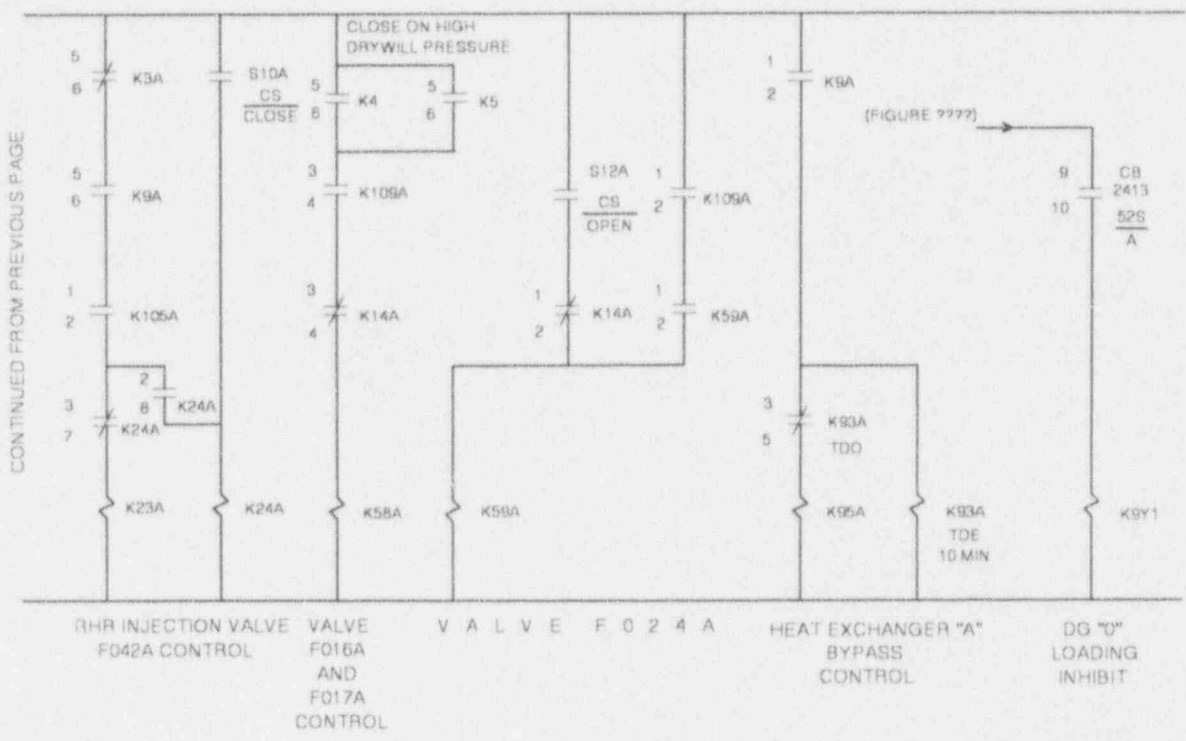 CONTINUED FROM PREVIOUS PAGE
CLOSE ON HIGH
DRYWILL PRESSURE
5
6
K3A
S10A
CS
CLOSE
5
6
K4
5
6
K5
1
2
K9A
(FIGURE ????)
5
6
K9A
3
4
K109A
S12A
CS
OPEN
1
2
K109A
9
10
CB
2413
52S
A
1
2
K105A
3
4
K14A
1
2
K14A
1
2
K59A
2
8
K24A
3
7
K24A
3
5
K93A
TDO
K23A
K24A
K58A
K59A
K95A
K93A
TDE
10 MIN
K9Y1
RHR INJECTION VALVE
F042A CONTROL
VALVE
F016A
AND
F017A
CONTROL
V A L V E F 0 2 4 A
HEAT EXCHANGER "A"
BYPASS
CONTROL
DG "0"
LOADING
INHIBIT